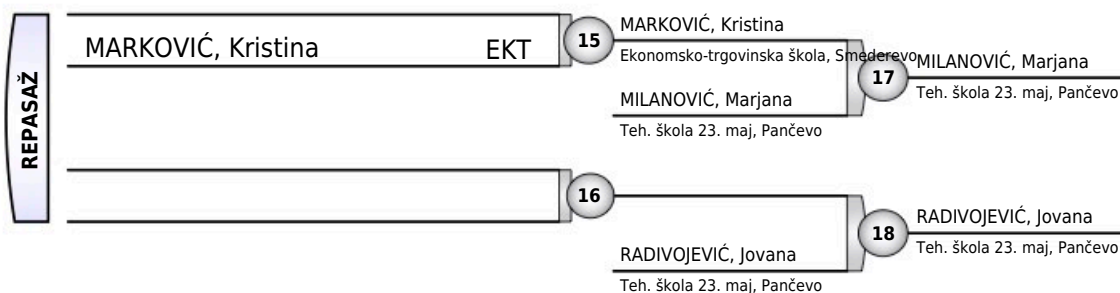 REPASAŽ
MARKOVIĆ, Kristina EKT
15
MARKOVIĆ, Kristina
Ekonomsko-trgovinska škola, Smederevo
MILANOVIĆ, Marjana
Teh. škola 23. maj, Pančevo
17
MILANOVIĆ, Marjana
Teh. škola 23. maj, Pančevo
16
RADIVOJEVIĆ, Jovana
Teh. škola 23. maj, Pančevo
18
RADIVOJEVIĆ, Jovana
Teh. škola 23. maj, Pančevo